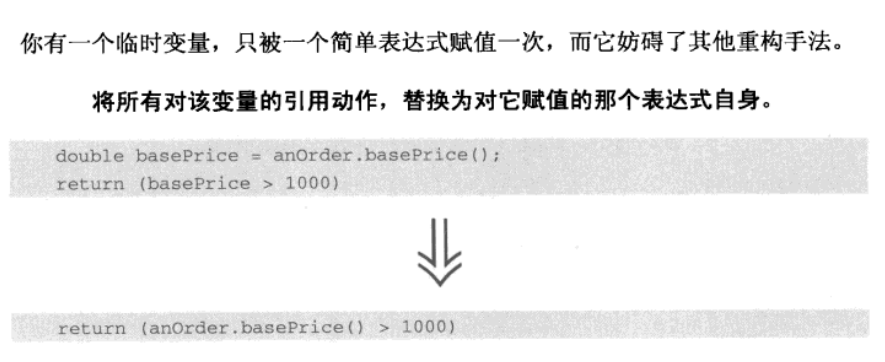 你有一个临时变量，只被一个简单表达式赋值一次，而它妨碍了其他重构手法。
将所有对该变量的引用动作，替换为对它赋值的那个表达式自身。
double basePrice = anOrder.basePrice();
return (basePrice > 1000)
return (anOrder.basePrice() > 1000)